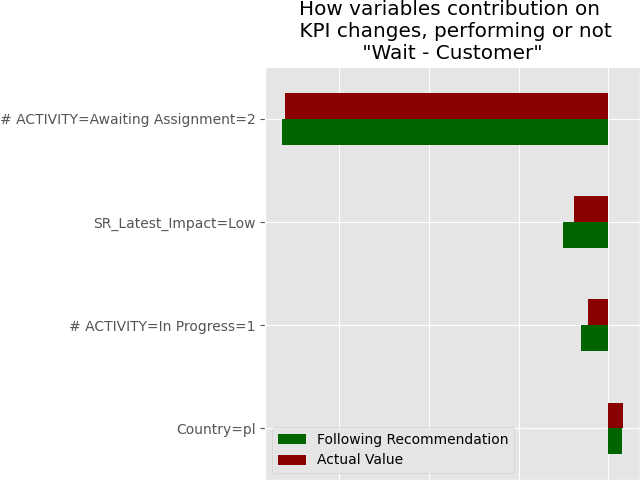 How variables contribution on
KPI changes, performing or not
"Wait - Customer"
# ACTIVITY=Awaiting Assignment=2
SR_Latest_Impact=Low
# ACTIVITY=In Progress=1
Country=pl
Following Recommendation
Actual Value